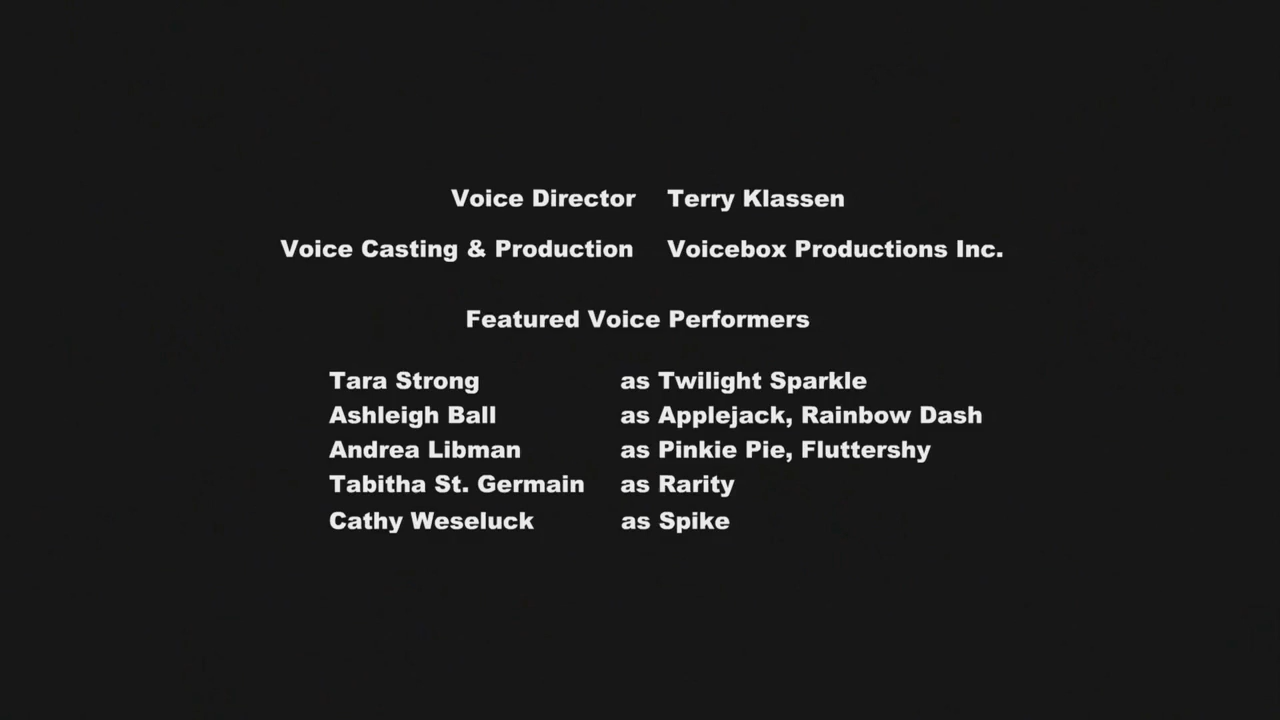 Voice Director Terry Klassen
Voice Casting & Production Voicebox Productions Inc.
Featured Voice Performers
Tara Strong as Twilight Sparkle
Ashleigh Ball as Applejack, Rainbow Dash
Andrea Libman as Pinkie Pie, Fluttershy
Tabitha St. Germain as Rarity
Cathy Weseluck as Spike